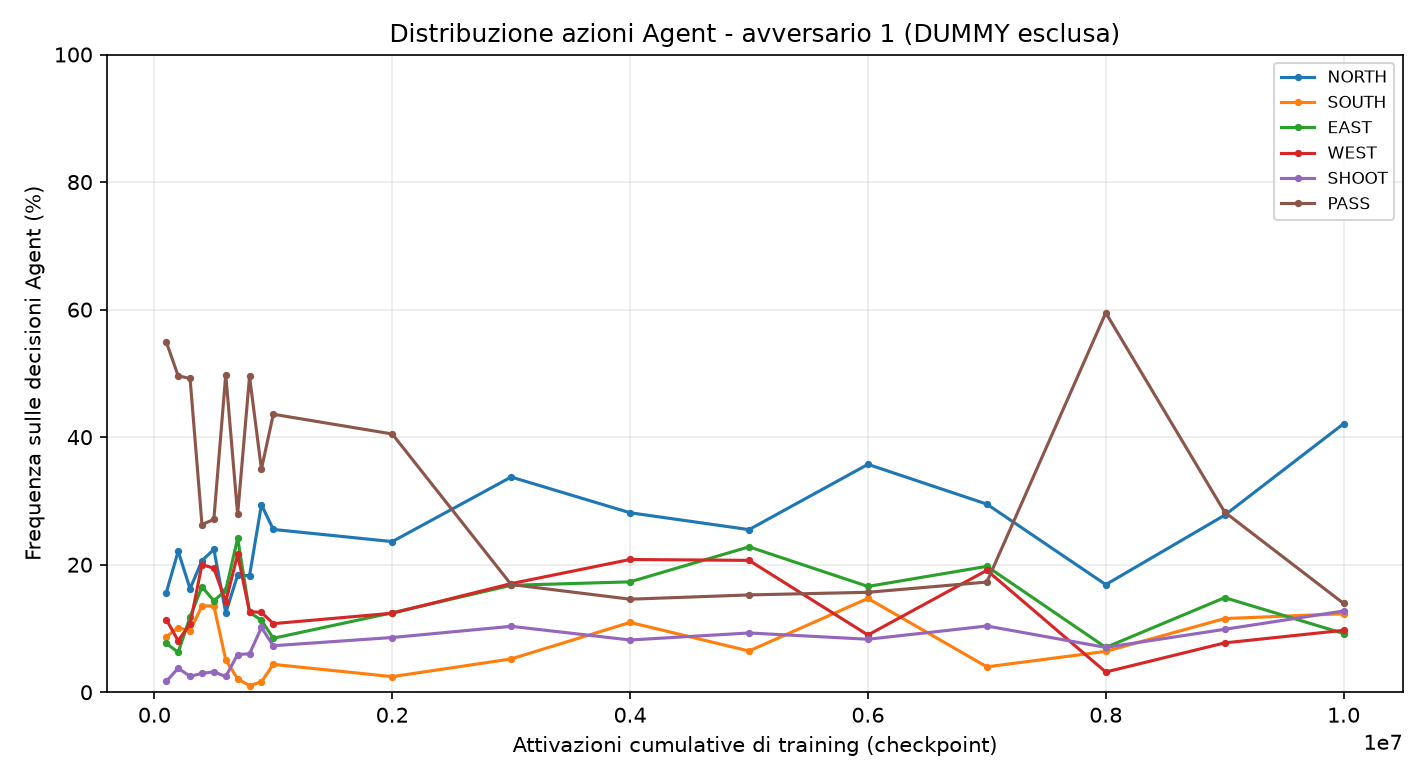 Distribuzione azioni Agent - avversario 1 (DUMMY esclusa)
100
80
60
40
20
0
Frequenza sulle decisioni Agent (%)
NORTH
SOUTH
EAST
WEST
SHOOT
PASS
0.0 0.2 0.4 0.6 0.8 1.0
1e7
Attivazioni cumulative di training (checkpoint)